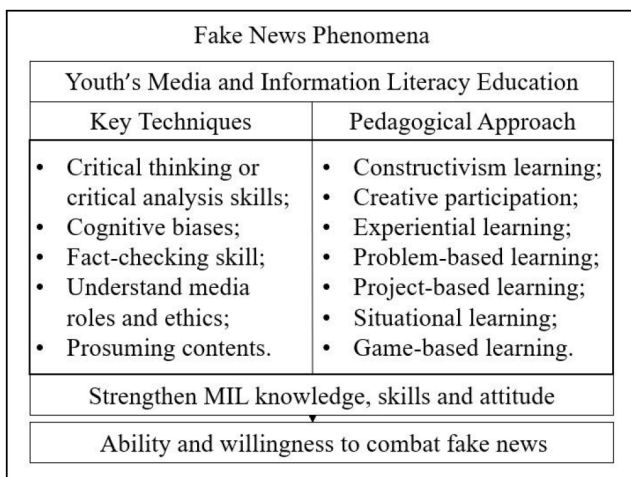 Fake News Phenomena
Youth's Media and Information Literacy Education
Key Techniques
Pedagogical Approach
• Critical thinking or
critical analysis skills;
• Cognitive biases;
• Fact-checking skill;
• Understand media
roles and ethics;
• Prosuming contents.
• Constructivism learning;
• Creative participation;
• Experiential learning;
• Problem-based learning;
• Project-based learning;
• Situational learning;
• Game-based learning.
Strengthen MIL knowledge, skills and attitude
Ability and willingness to combat fake news